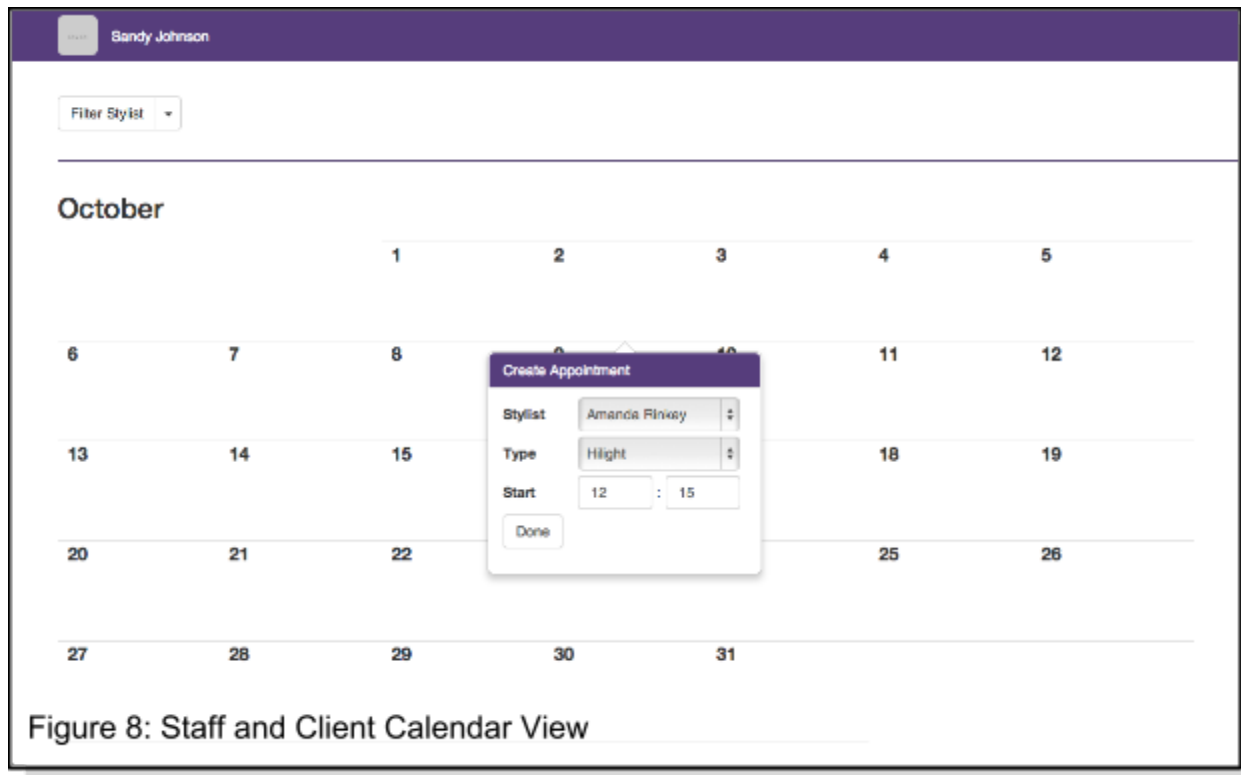 Sandy Johnson
Filter Stylist
October
1 2 3 4 5
6 7 8 9 10 11 12
Create Appointment
Stylist Amanda Rinkey
Type Hilight
13 14 15 18 19
Start 12 : 15
Done
20 21 22 25 26
27 28 29 30 31
Figure 8: Staff and Client Calendar View